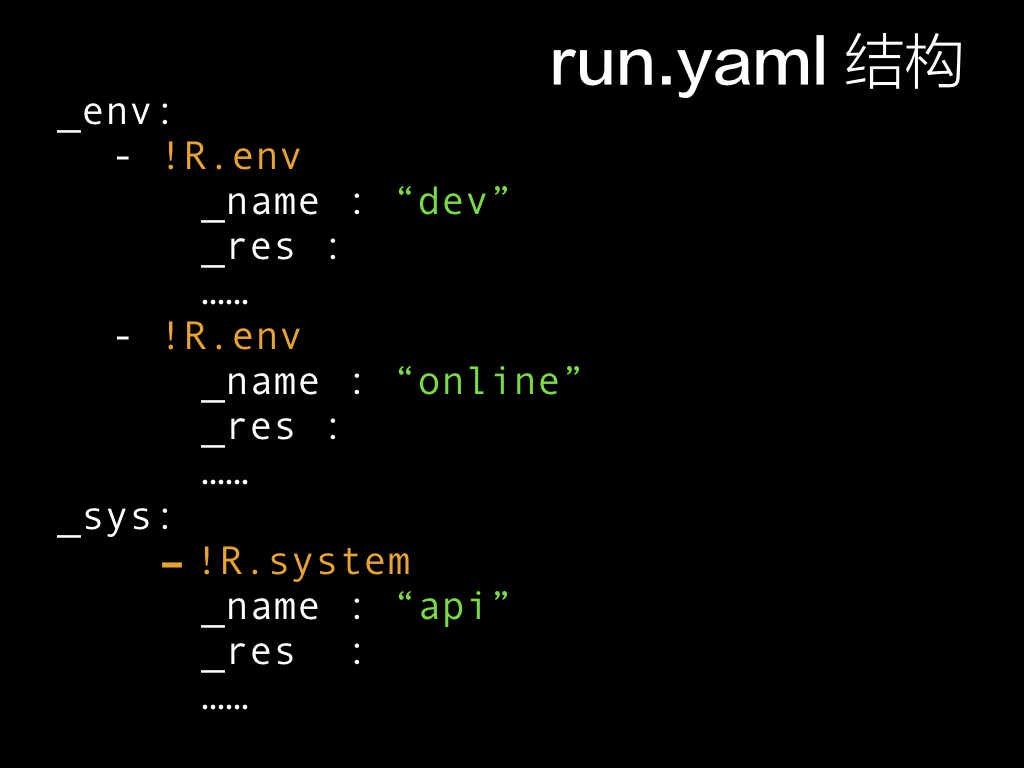 run.yaml 结构
_env:
- !R.env
_name : “dev”
_res :
……
- !R.env
_name : “online”
_res :
……
_sys:
- !R.system
_name : “api”
_res  :
……